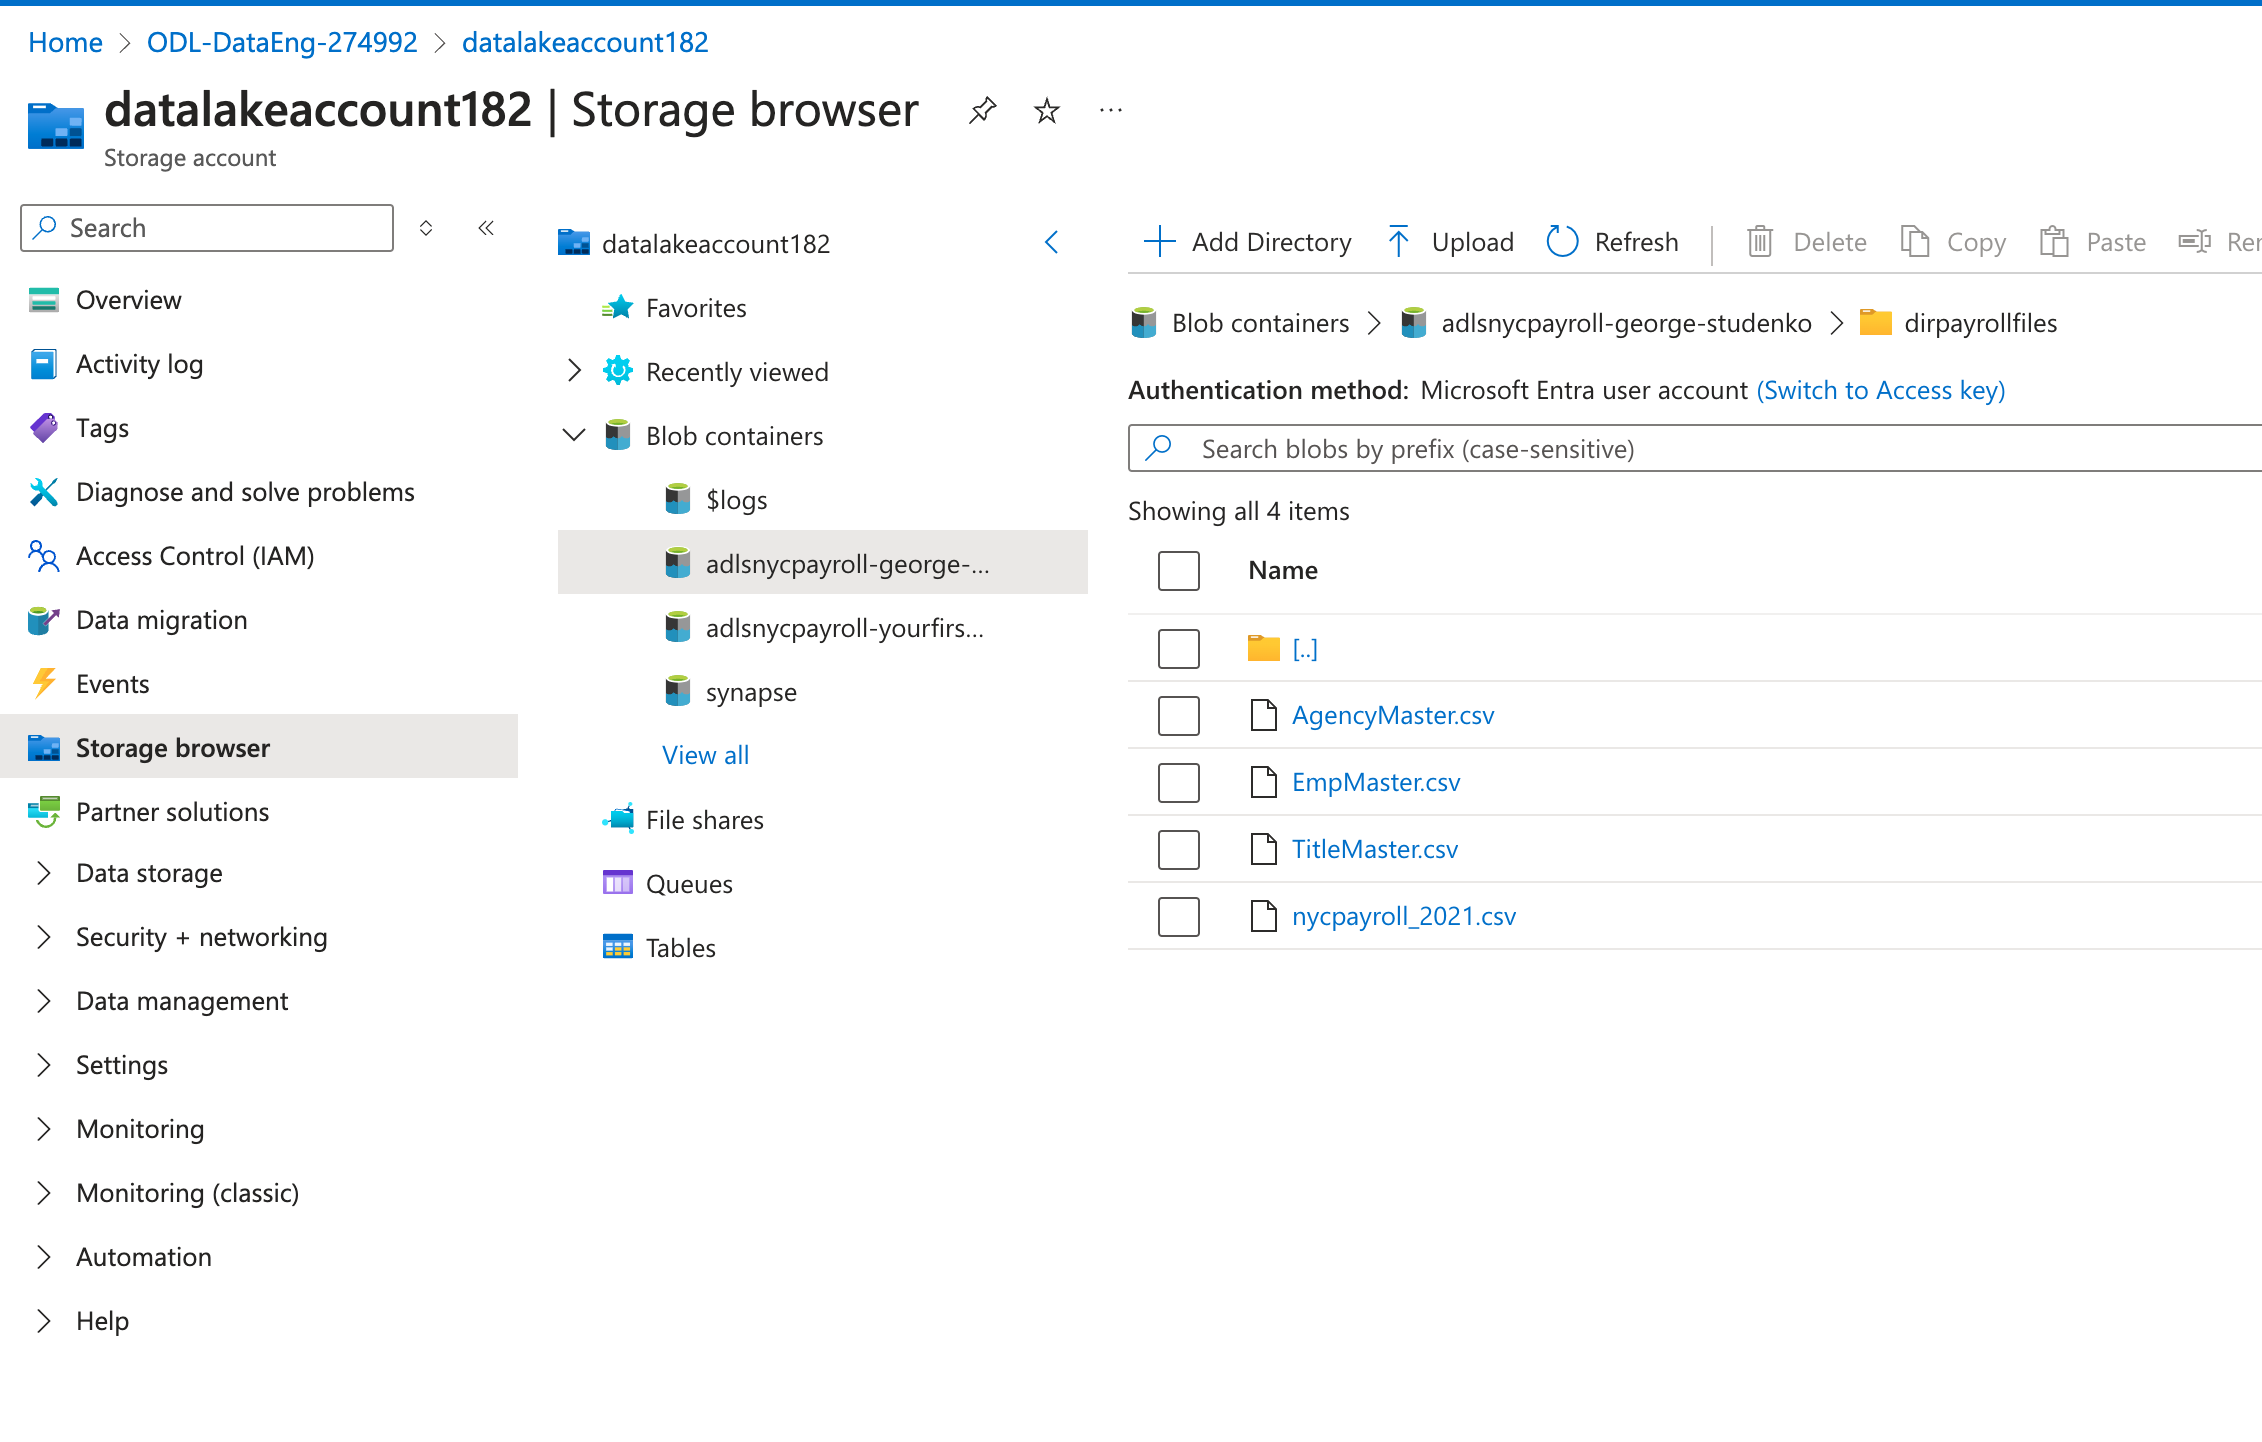 Home > ODL-DataEng-274992 > datalakeaccount182
datalakeaccount182 | Storage browser
Storage account
Search
Overview
Activity log
Tags
Diagnose and solve problems
Access Control (IAM)
Data migration
Events
Storage browser
Partner solutions
Data storage
Security + networking
Data management
Settings
Monitoring
Monitoring (classic)
Automation
Help
datalakeaccount182
Favorites
Recently viewed
Blob containers
$logs
adlsnycpayroll-george-...
adlsnycpayroll-yourfirs...
synapse
View all
File shares
Queues
Tables
Add Directory Upload Refresh Delete Copy Paste Rer
Blob containers > adlsnycpayroll-george-studenko > dirpayrollfiles
Authentication method: Microsoft Entra user account (Switch to Access key)
Search blobs by prefix (case-sensitive)
Showing all 4 items
Name
[..]
AgencyMaster.csv
EmpMaster.csv
TitleMaster.csv
nycpayroll_2021.csv